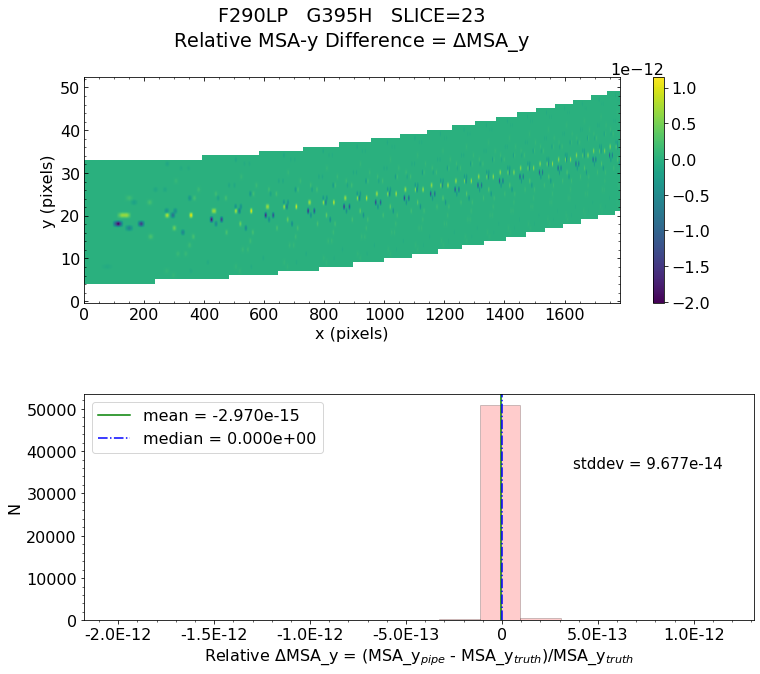 F290LP G395H SLICE=23
Relative MSA-y Difference = ΔMSA_y
1e−12
y (pixels)
50
40
30
20
10
0
0 200 400 600 800 1000 1200 1400 1600
x (pixels)
1.0
0.5
0.0
−0.5
−1.0
−1.5
−2.0
N
50000
40000
30000
20000
10000
0
mean = -2.970e-15
median = 0.000e+00
stddev = 9.677e-14
-2.0E-12 -1.5E-12 -1.0E-12 -5.0E-13 0 5.0E-13 1.0E-12
Relative ΔMSA_y = (MSA_y_pipe - MSA_y_truth)/MSA_y_truth